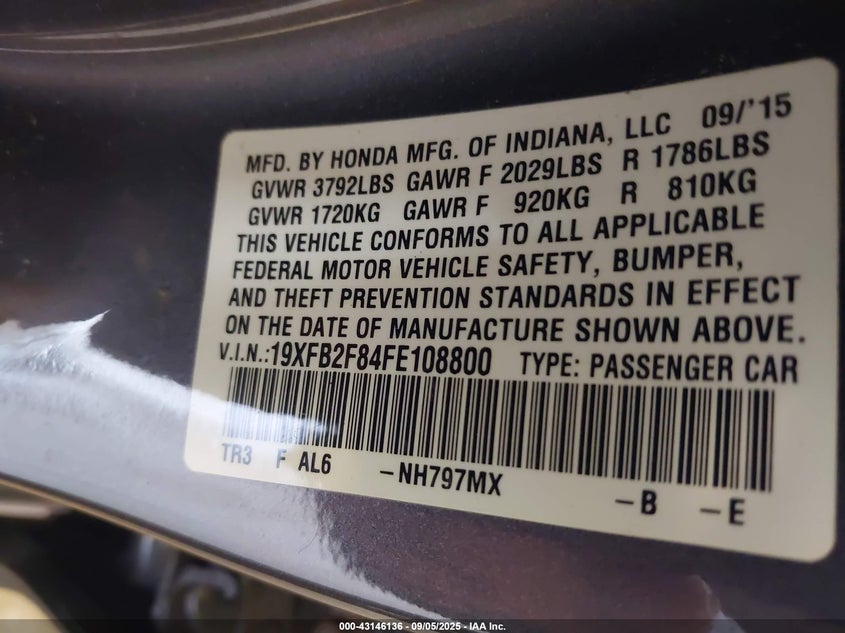 MFD. BY HONDA MFG. OF INDIANA, LLC 09/'15
GVWR 3792LBS GAWR F 2029LBS R 1786LBS
GVWR 1720KG GAWR F 920KG R 810KG
THIS VEHICLE CONFORMS TO ALL APPLICABLE
FEDERAL MOTOR VEHICLE SAFETY, BUMPER,
AND THEFT PREVENTION STANDARDS IN EFFECT
ON THE DATE OF MANUFACTURE SHOWN ABOVE.
V.I.N.:19XFB2F84FE108800 TYPE: PASSENGER CAR
TR3 F AL6 -NH797MX -B -E
000-43146136 - 09/05/2025 - IAA Inc.